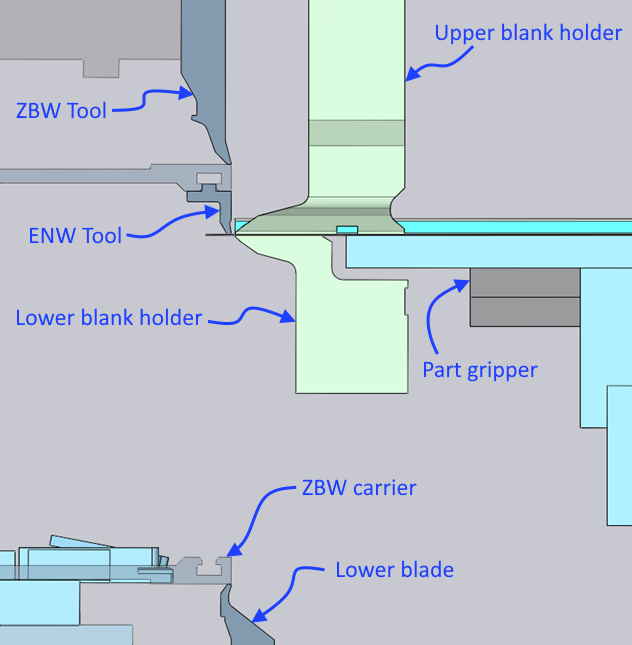 Upper blank holder
ZBW Tool
ENW Tool
Lower blank holder
Part gripper
ZBW carrier
Lower blade